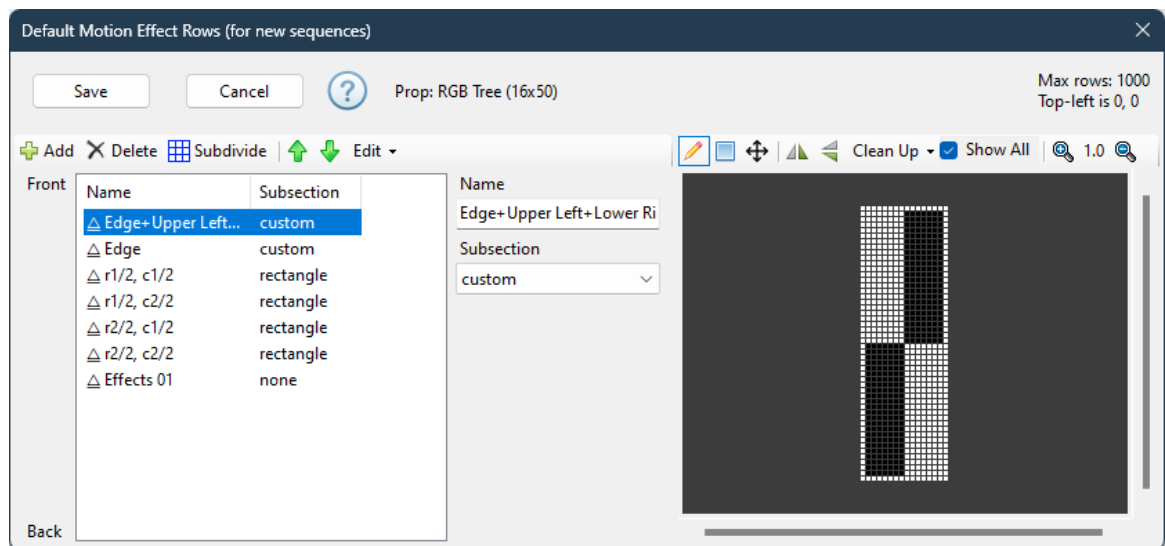 Default Motion Effect Rows (for new sequences)
Save Cancel ? Prop: RGB Tree (16x50)
Max rows: 1000
Top-left is 0, 0
Add Delete Subdivide Edit
Clean Up Show All 1.0
Front
Name Subsection
Edge+Upper Left... custom
Edge custom
r1/2, c1/2 rectangle
r1/2, c2/2 rectangle
r2/2, c1/2 rectangle
r2/2, c2/2 rectangle
Effects 01 none
Back
Name
Edge+Upper Left+Lower Ri
Subsection
custom